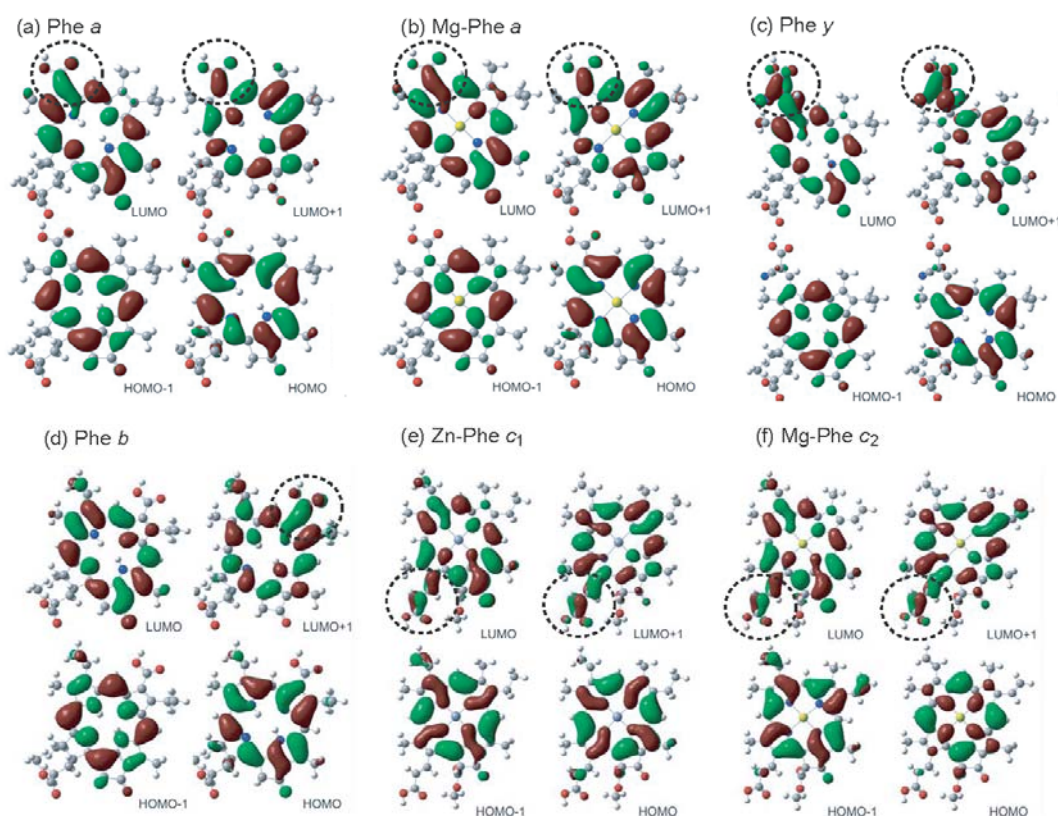 (a) Phe a
(b) Mg-Phe a
(c) Phe y
LUMO
LUMO+1
LUMO
LUMO+1
LUMO
LUMO+1
HOMO-1
HOMO
HOMO-1
HOMO
HOMO-1
HOMO
(d) Phe b
(e) Zn-Phe c₁
(f) Mg-Phe c₂
LUMO
LUMO+1
LUMO
LUMO+1
LUMO
LUMO+1
HOMO-1
HOMO
HOMO-1
HOMO
HOMO-1
HOMO